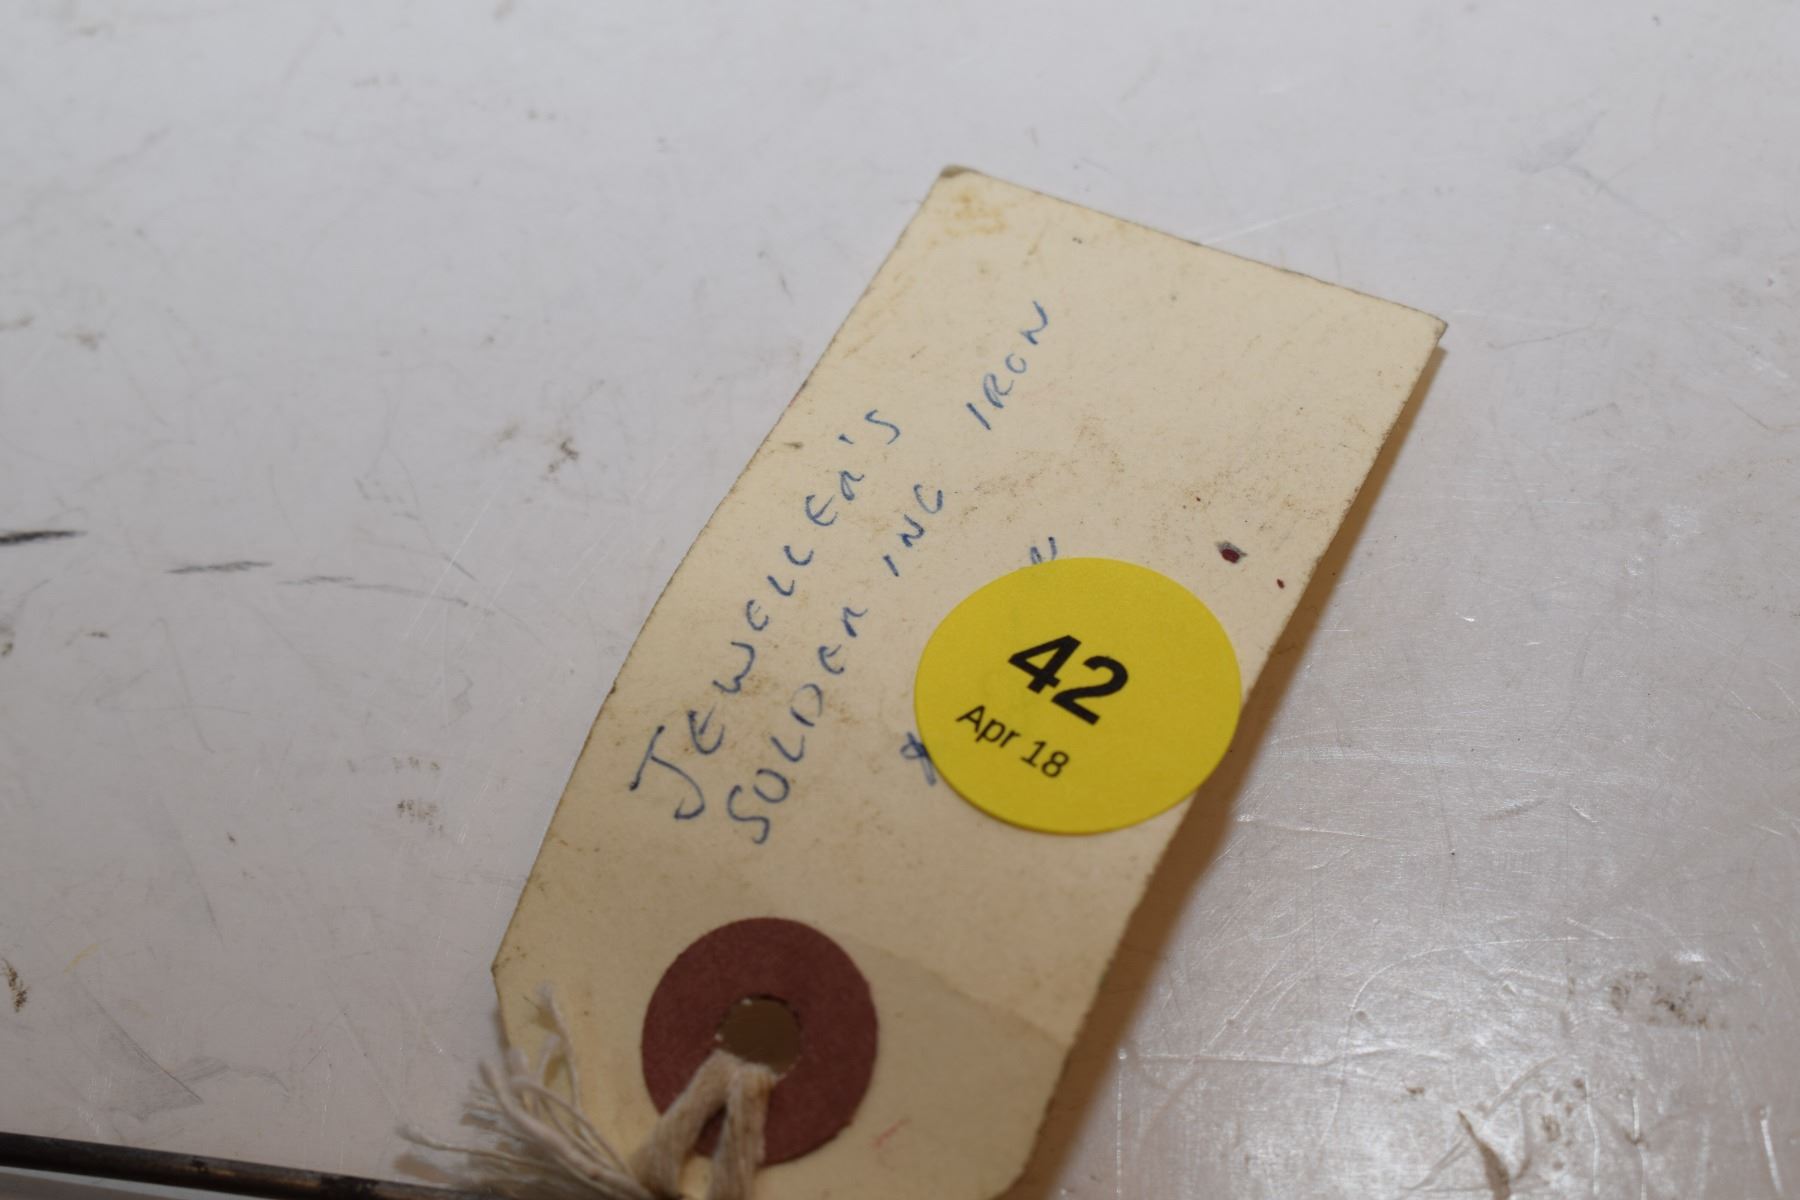 JEWELLER'S
SOLDERING IRON
42
Apr 18